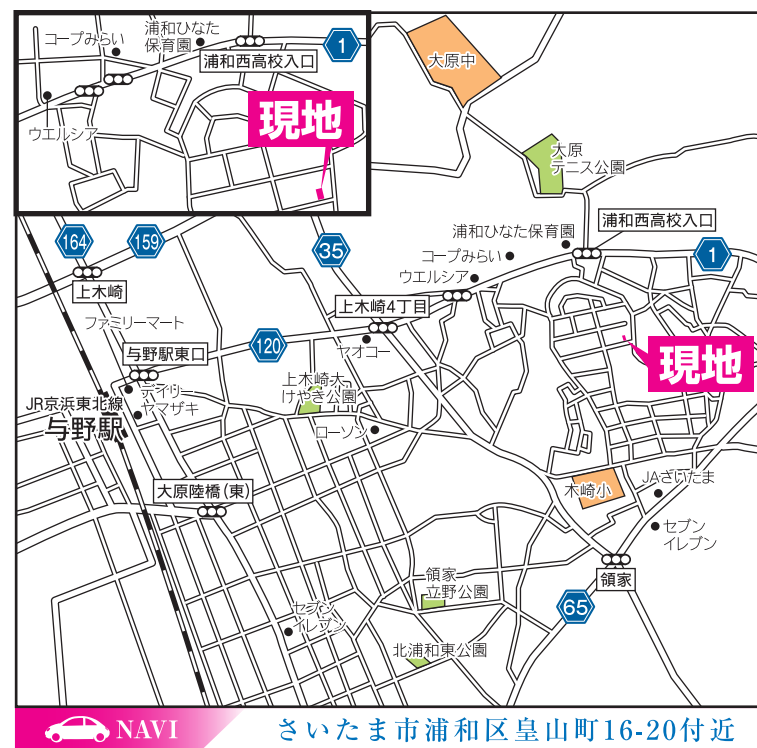 コープみらい
浦和ひなた
保育園
浦和西高校入口
1
ウエルシア
現地
大原中
大原
テニス公園
164
159
35
浦和ひなた保育園
浦和西高校入口
コープみらい
1
ウエルシア
上木崎
上木崎4丁目
ファミリーマート
与野駅東口
120
ヤオコー
現地
デイリー
ヤマザキ
上木崎大
けやき公園
JR京浜東北線
与野駅
ローソン
大原陸橋(東)
木崎小
JAさいたま
セブン
イレブン
領家
領家
立野公園
65
セブン
イレブン
北浦和東公園
NAVI
さいたま市浦和区皇山町16-20付近